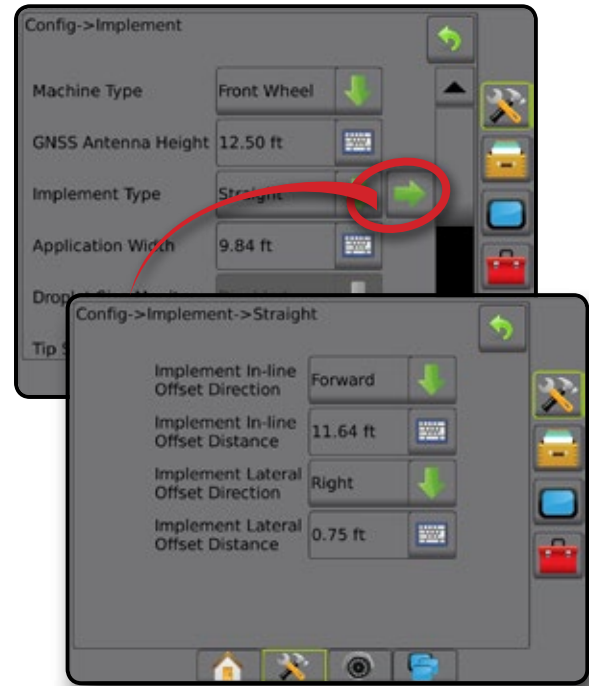 Config->Implement
Machine Type Front Wheel
GNSS Antenna Height 12.50 ft
Implement Type Straight
Application Width 9.84 ft
Tip
Config->Implement->Straight
Implement In-line
Offset Direction Forward
Implement In-line
Offset Distance 11.64 ft
Implement Lateral
Offset Direction Right
Implement Lateral
Offset Distance 0.75 ft